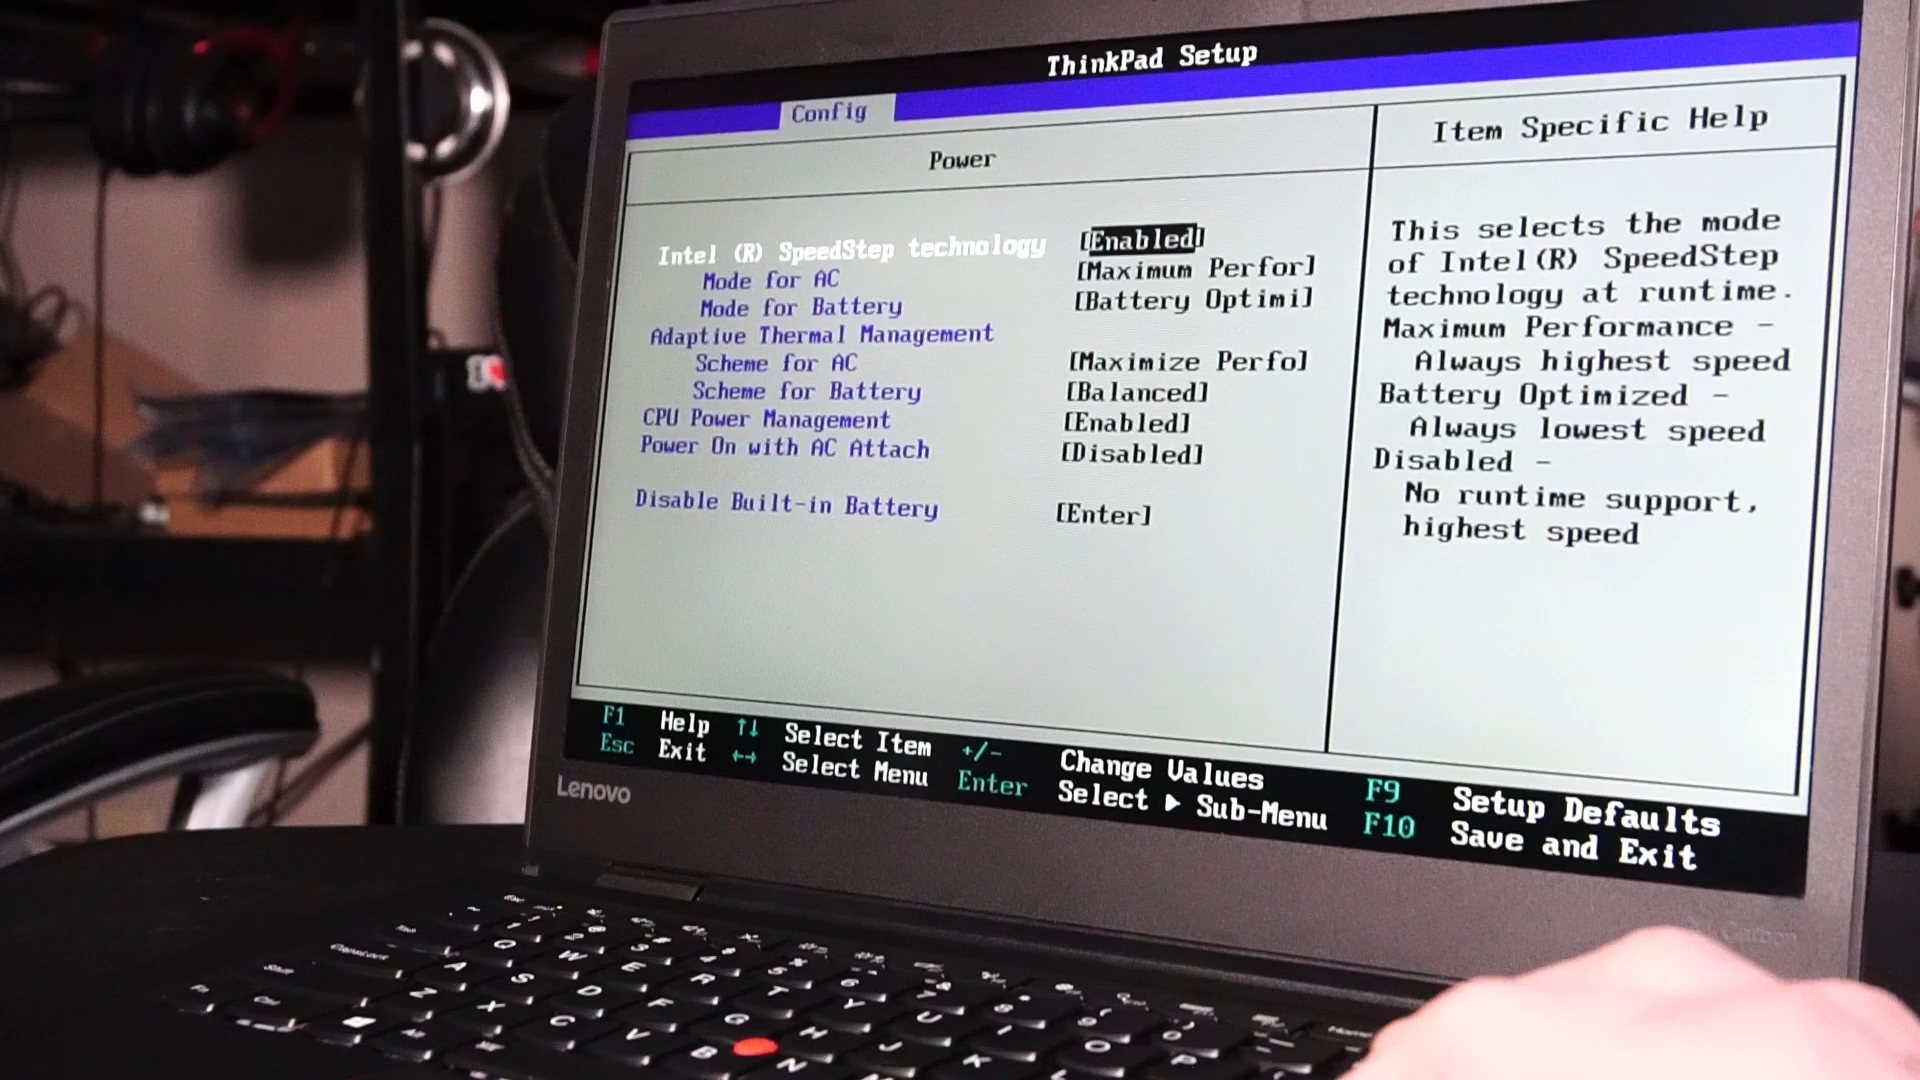 ThinkPad Setup
Config
Power
Item Specific Help
Intel (R) SpeedStep technology [Enabled]
Mode for AC [Maximum Perfor]
Mode for Battery [Battery Optimi]
Adaptive Thermal Management
Scheme for AC [Maximize Perfo]
Scheme for Battery [Balanced]
CPU Power Management [Enabled]
Power On with AC Attach [Disabled]
Disable Built-in Battery [Enter]
This selects the mode
of Intel(R) SpeedStep
technology at runtime.
Maximum Performance -
Always highest speed
Battery Optimized -
Always lowest speed
Disabled -
No runtime support,
highest speed
F1 Help ↑↓ Select Item +/- Change Values F9 Setup Defaults
Esc Exit ←→ Select Menu Enter Select ▶ Sub-Menu F10 Save and Exit
Lenovo
Carbon
Q W E R T Y U I O P
A S D F G H J K
Z X C V B N